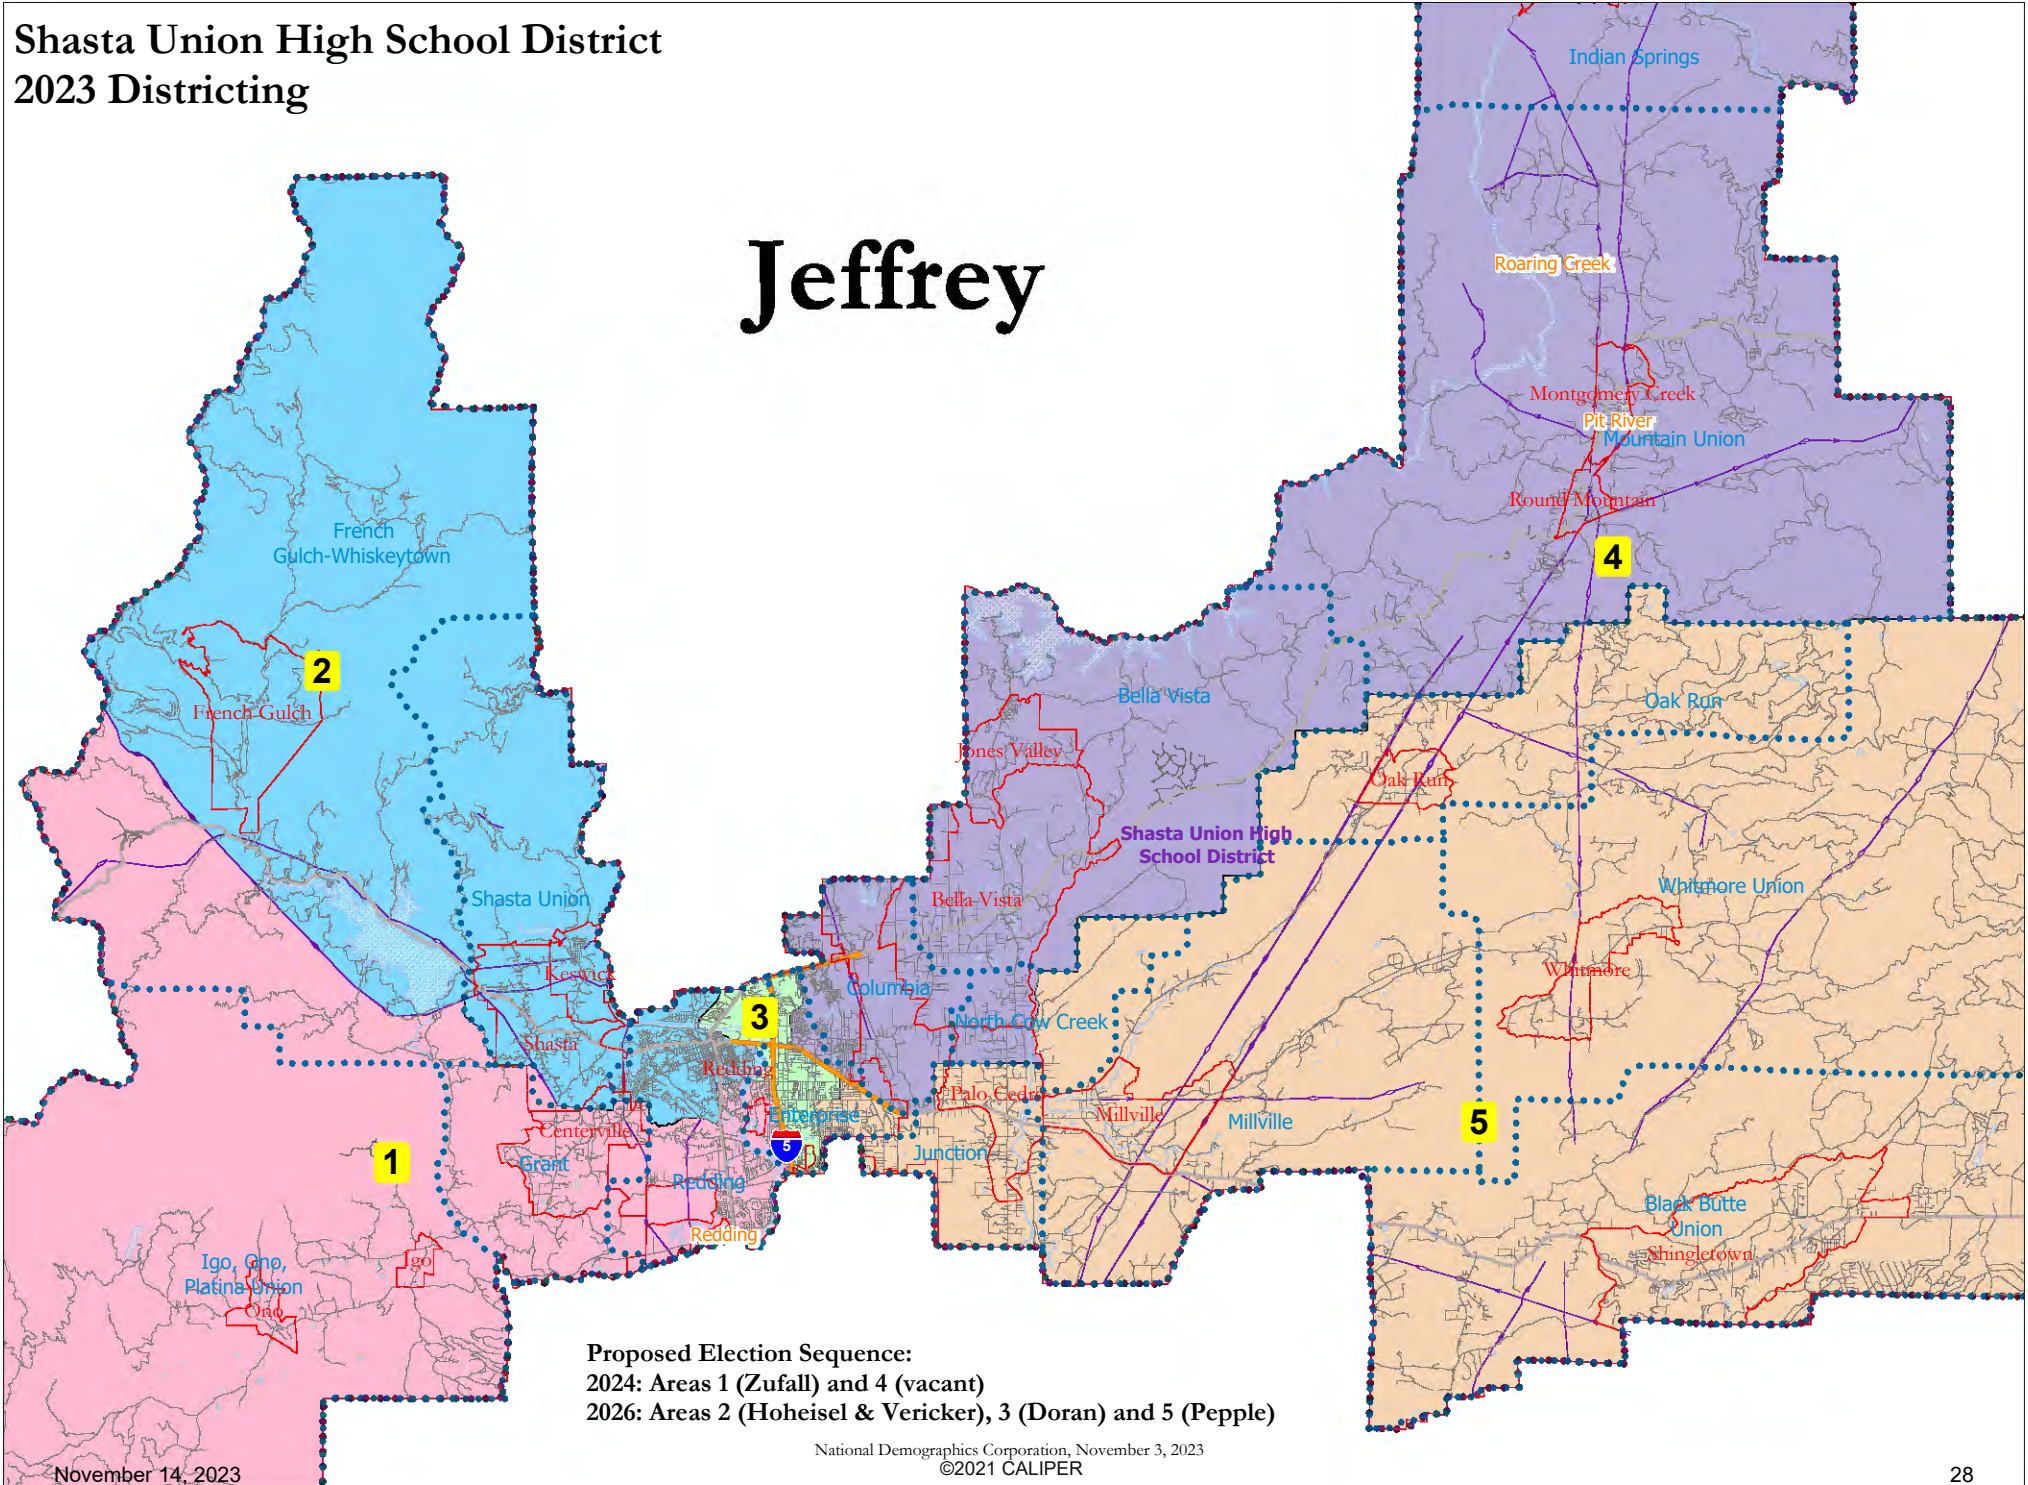 Shasta Union High School District
2023 Districting
Jeffrey
Indian Springs
Roaring Creek
Montgomery Creek
Pit River
Mountain Union
Round Mountain
4
French
Gulch-Whiskeytown
2
French Gulch
Bella Vista
Jones Valley
Oak Run
Oak Run
Shasta Union High
School District
Shasta Union
Bella Vista
Whitmore Union
Keswick
Columbia
Whitmore
3
North Cow Creek
Shasta
Redding
Palo Cedro
Enterprise
Millville
Millville
5
Centerville
5
Junction
1
Grant
Redding
Black Butte
Union
Redding
Shingletown
Igo, Ono,
Platina Union
Igo
Ono
Proposed Election Sequence:
2024: Areas 1 (Zufall) and 4 (vacant)
2026: Areas 2 (Hoheisel & Vericker), 3 (Doran) and 5 (Pepple)
National Demographics Corporation, November 3, 2023
©2021 CALIPER
November 14, 2023
28